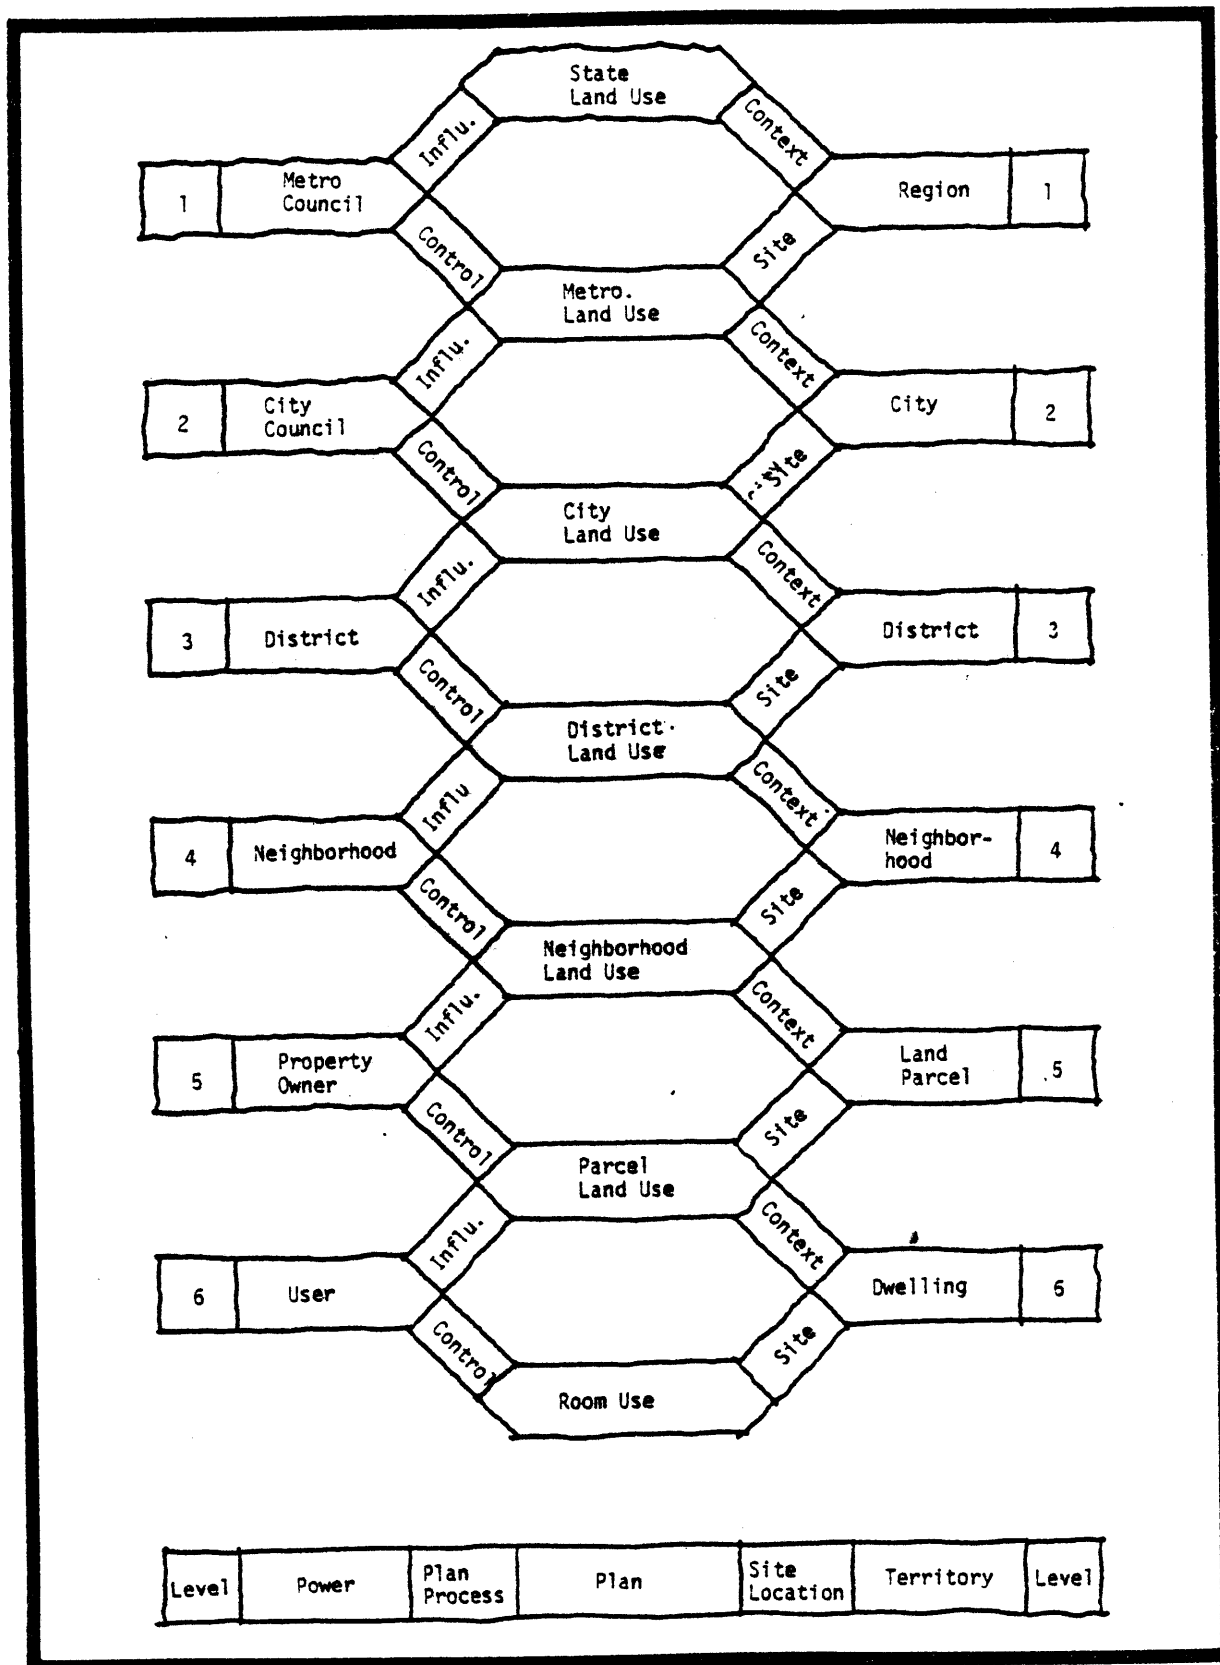 State
Land Use
Influ.
Context
1
Metro
Council
Region
1
Control
Site
Metro.
Land Use
Influ.
Context
2
City
Council
City
2
Control
Site
City
Land Use
Influ.
Context
3
District
District
3
Control
Site
District
Land Use
Influ
Context
4
Neighborhood
Neighbor-
hood
4
Control
Site
Neighborhood
Land Use
Influ.
Context
5
Property
Owner
Land
Parcel
5
Control
Site
Parcel
Land Use
Influ.
Context
6
User
Dwelling
6
Control
Site
Room Use
Level
Power
Plan
Process
Plan
Site
Location
Territory
Level